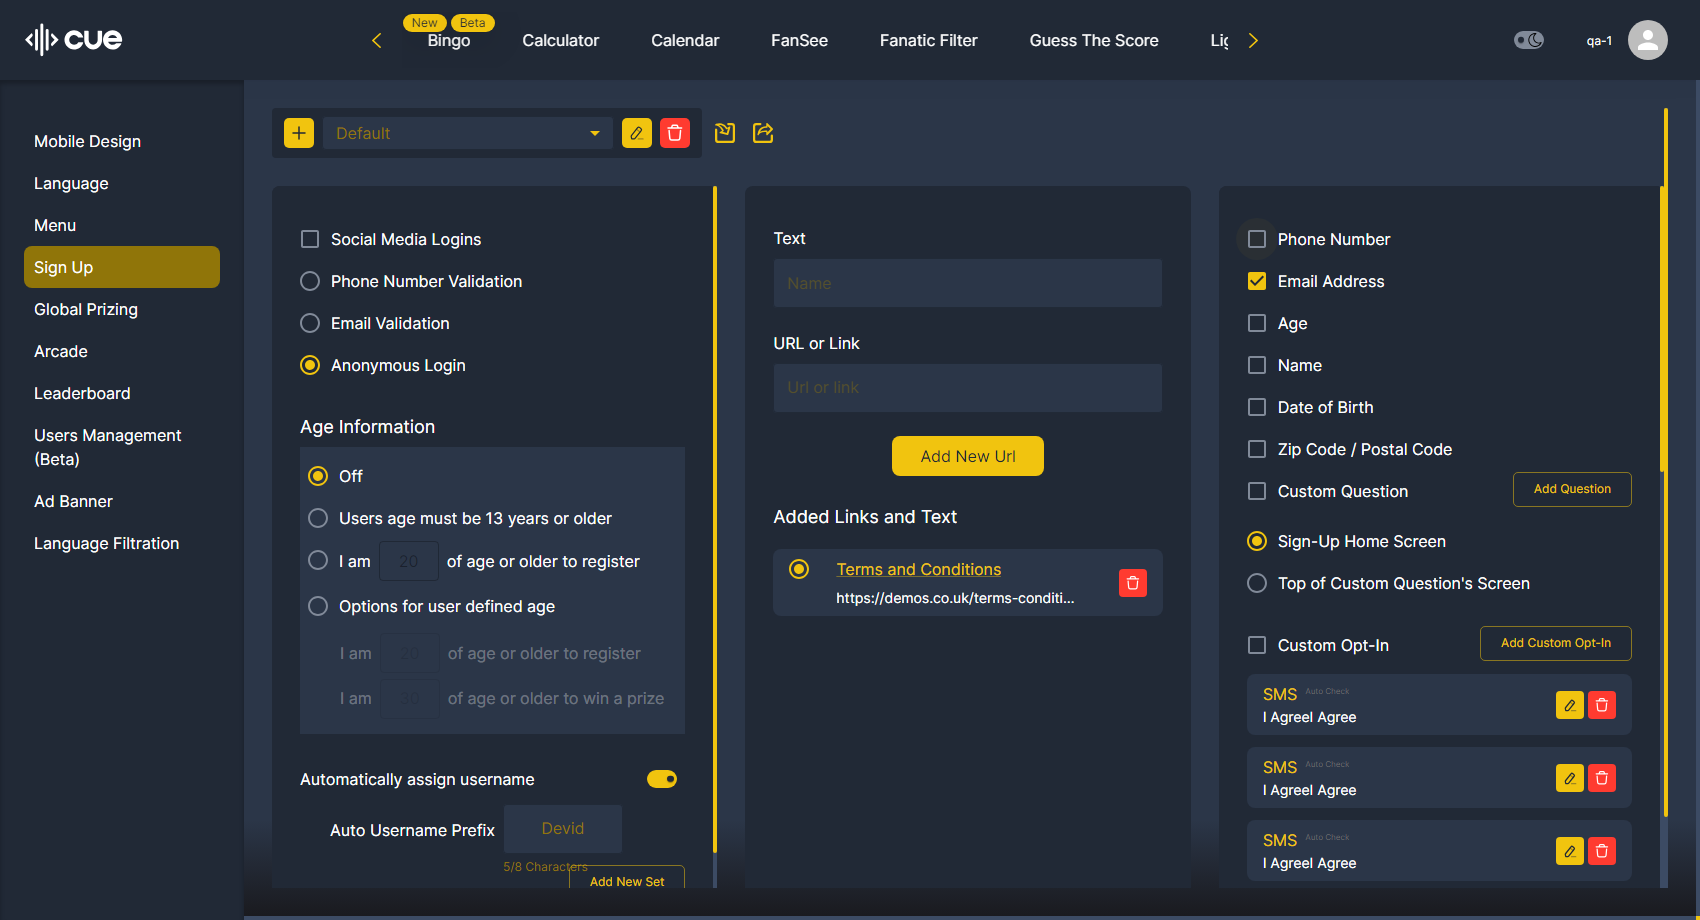 cue
New
Beta
Bingo
Calculator
Calendar
FanSee
Fanatic Filter
Guess The Score
qa-1
Mobile Design
Language
Menu
Sign Up
Global Prizing
Arcade
Leaderboard
Users Management
(Beta)
Ad Banner
Language Filtration
Default
Social Media Logins
Phone Number Validation
Email Validation
Anonymous Login
Age Information
Off
Users age must be 13 years or older
I am 20 of age or older to register
Options for user defined age
I am 20 of age or older to register
I am 30 of age or older to win a prize
Automatically assign username
Auto Username Prefix
Devid
5/8 Characters
Add New Set
Text
Name
URL or Link
Url or link
Add New Url
Added Links and Text
Terms and Conditions
https://demos.co.uk/terms-conditi...
Phone Number
Email Address
Age
Name
Date of Birth
Zip Code / Postal Code
Custom Question
Add Question
Sign-Up Home Screen
Top of Custom Question's Screen
Custom Opt-In
Add Custom Opt-In
SMS Auto Check
I AgreeI Agree
SMS Auto Check
I AgreeI Agree
SMS Auto Check
I AgreeI Agree